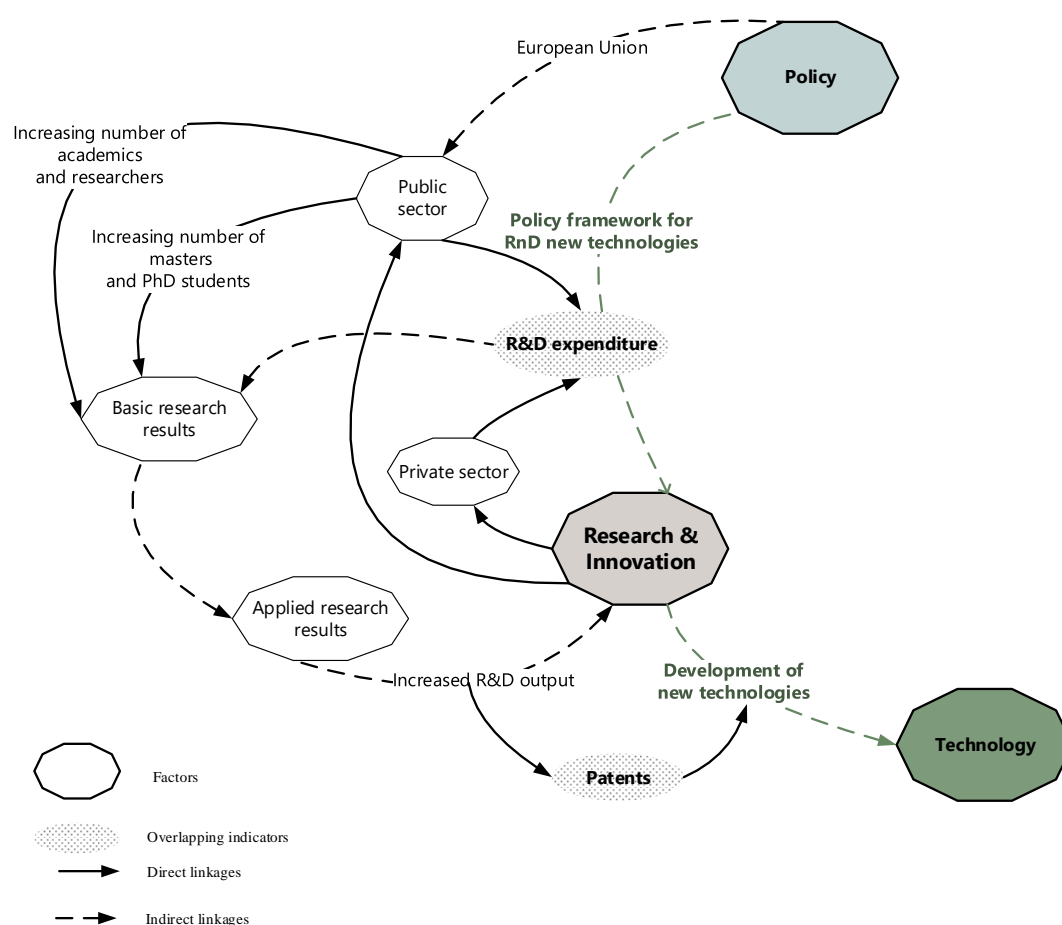 European Union
Policy
Increasing number of
academics
and researchers
Public
sector
Policy framework for
RnD new technologies
Increasing number of
masters
and PhD students
R&D expenditure
Basic research
results
Private sector
Research &
Innovation
Applied research
results
Increased R&D output
Development of
new technologies
Technology
Patents
Factors
Overlapping indicators
Direct linkages
Indirect linkages